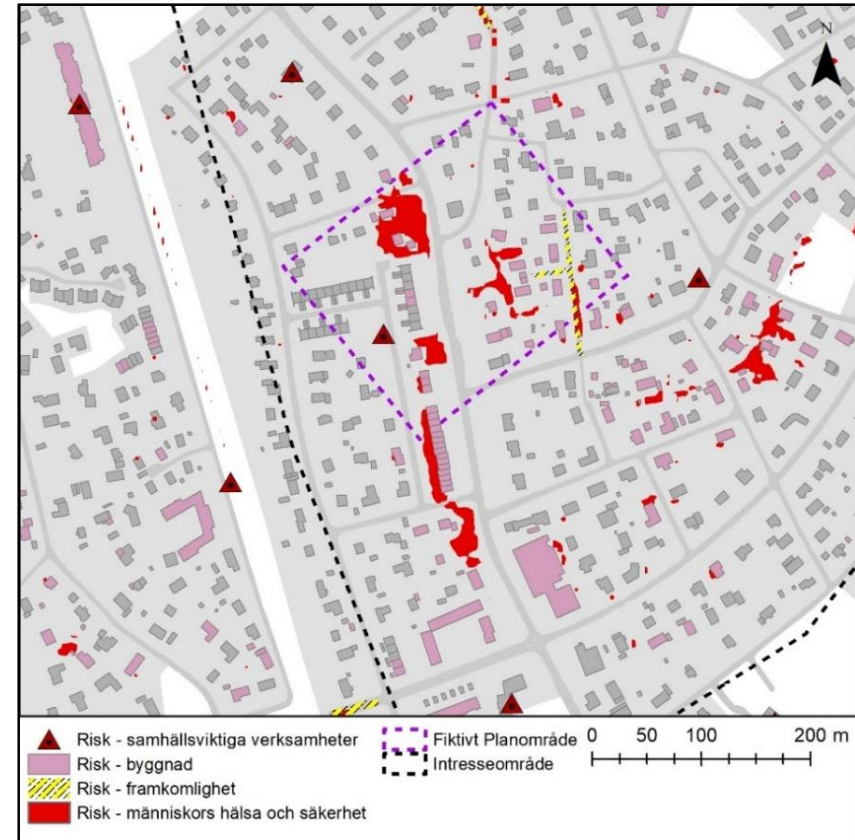 N
Risk - samhällsviktiga verksamheter
Risk - byggnad
Risk - framkomlighet
Risk - människors hälsa och säkerhet
Fiktivt Planområde
Intresseområde
0 50 100 200 m